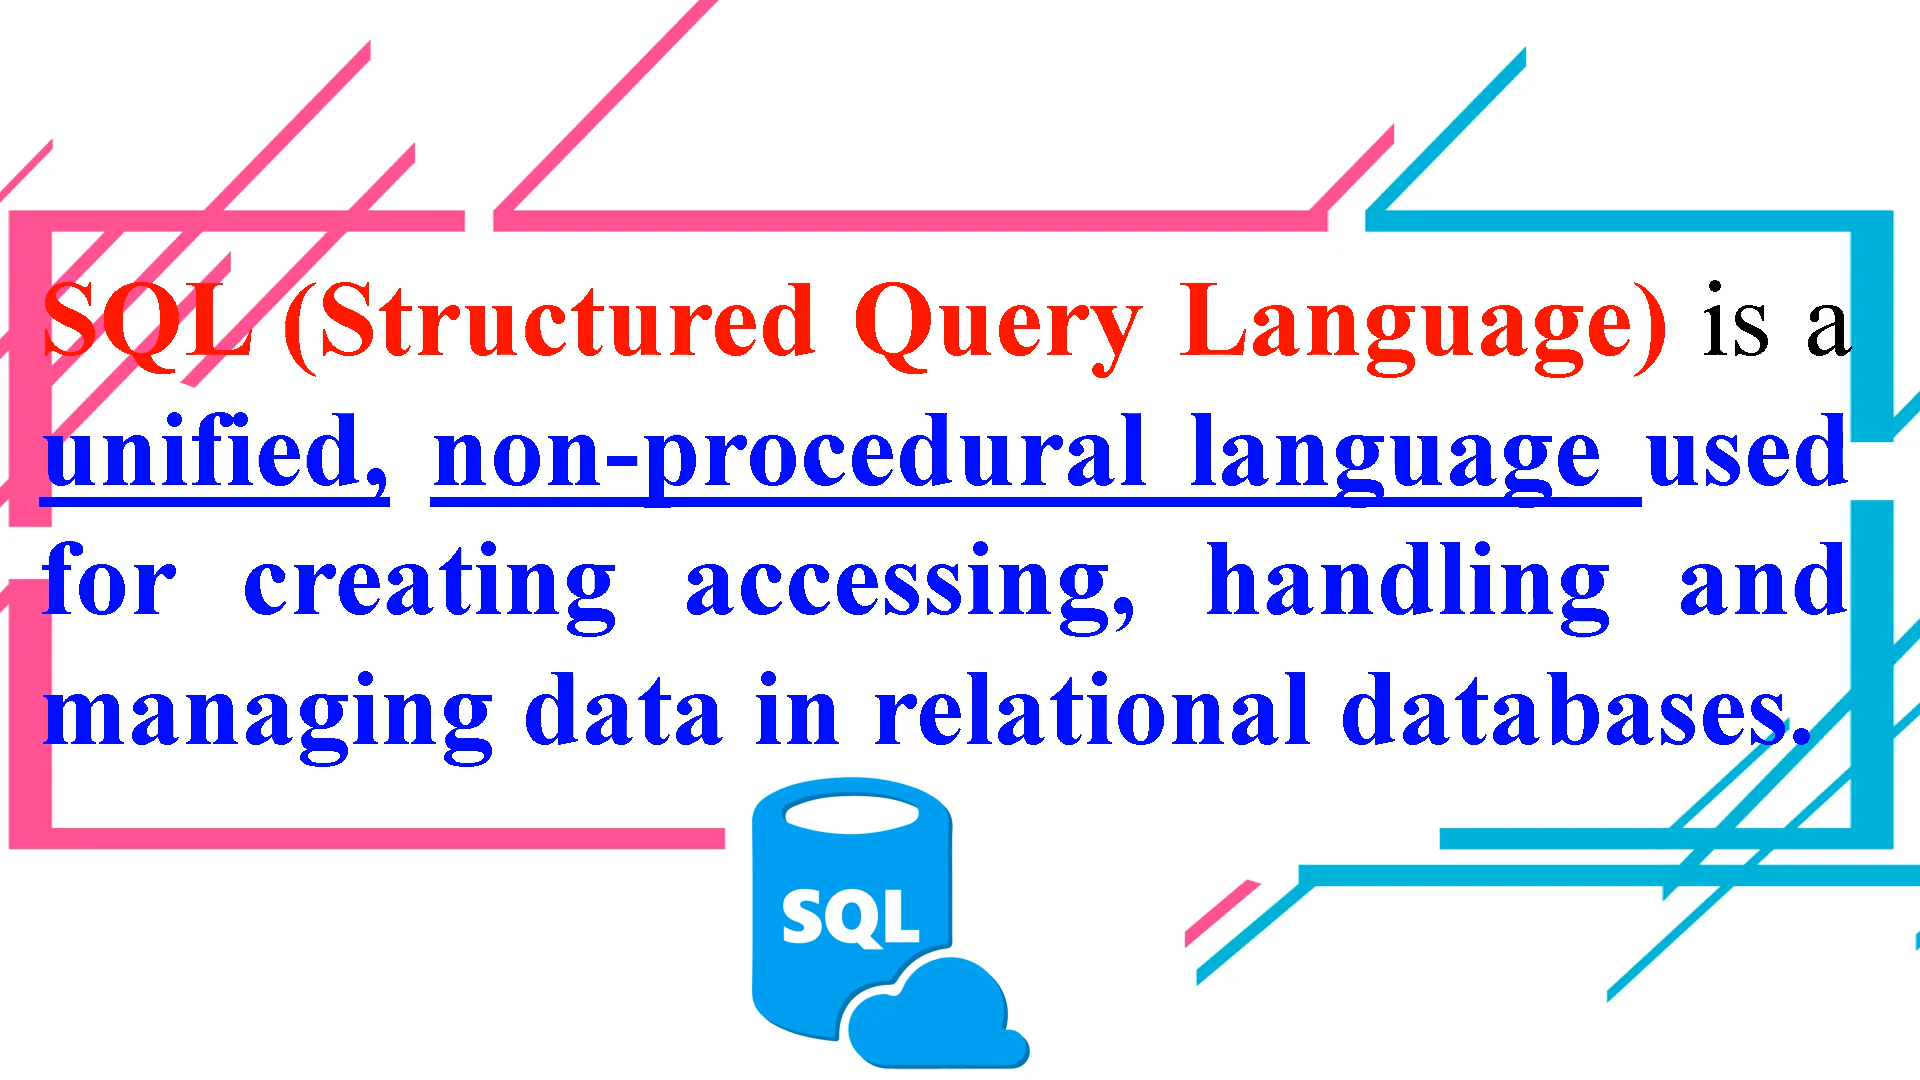 SQL (Structured Query Language) is a
unified, non-procedural language used
for creating accessing, handling and
managing data in relational databases.
SQL